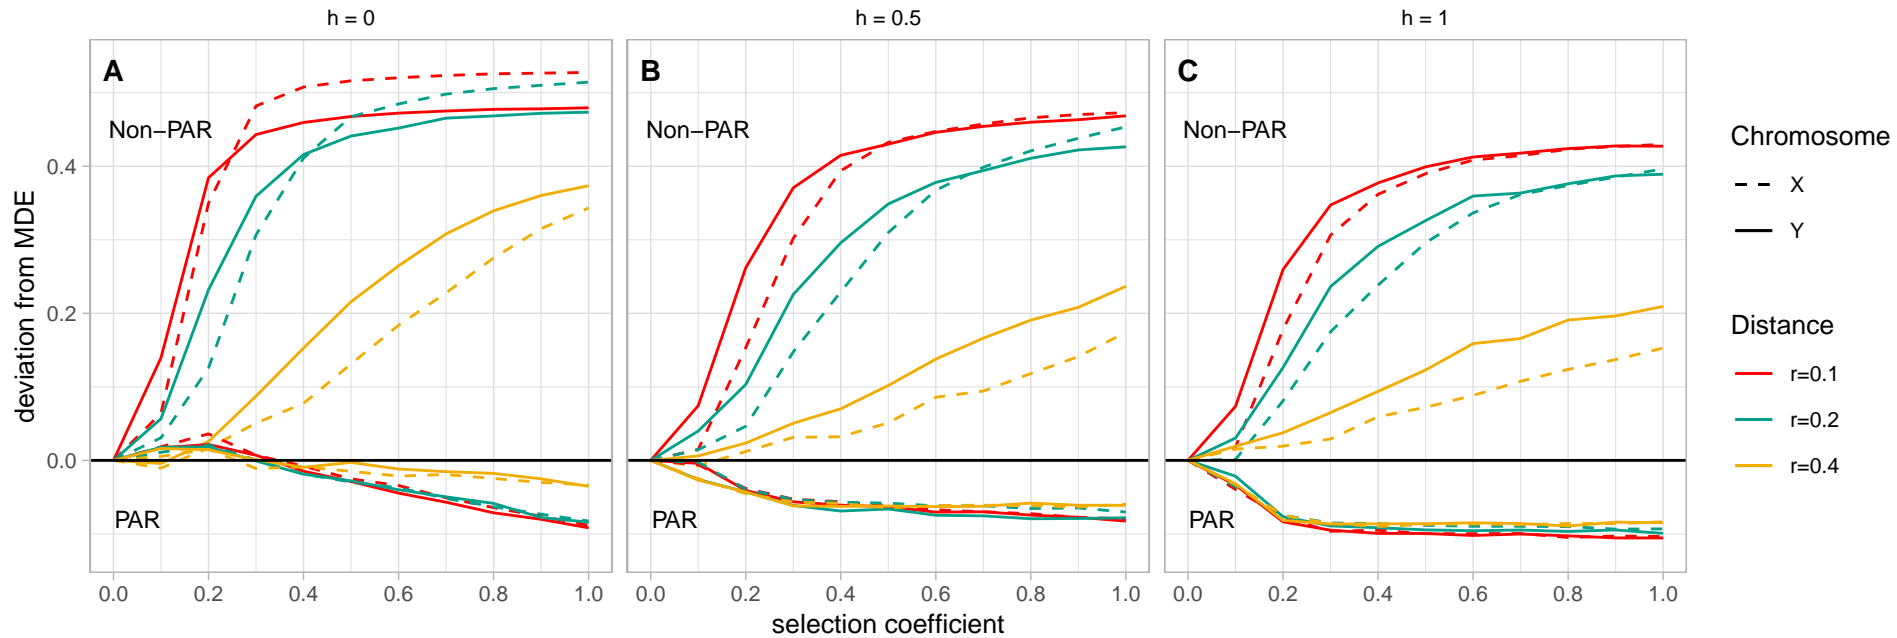 h = 0
h = 0.5
h = 1
A
B
C
Non−PAR
Non−PAR
Non−PAR
PAR
PAR
PAR
deviation from MDE
0.4
0.2
0.0
0.0 0.2 0.4 0.6 0.8 1.0
0.0 0.2 0.4 0.6 0.8 1.0
0.0 0.2 0.4 0.6 0.8 1.0
selection coefficient
Chromosome
X
Y
Distance
r=0.1
r=0.2
r=0.4